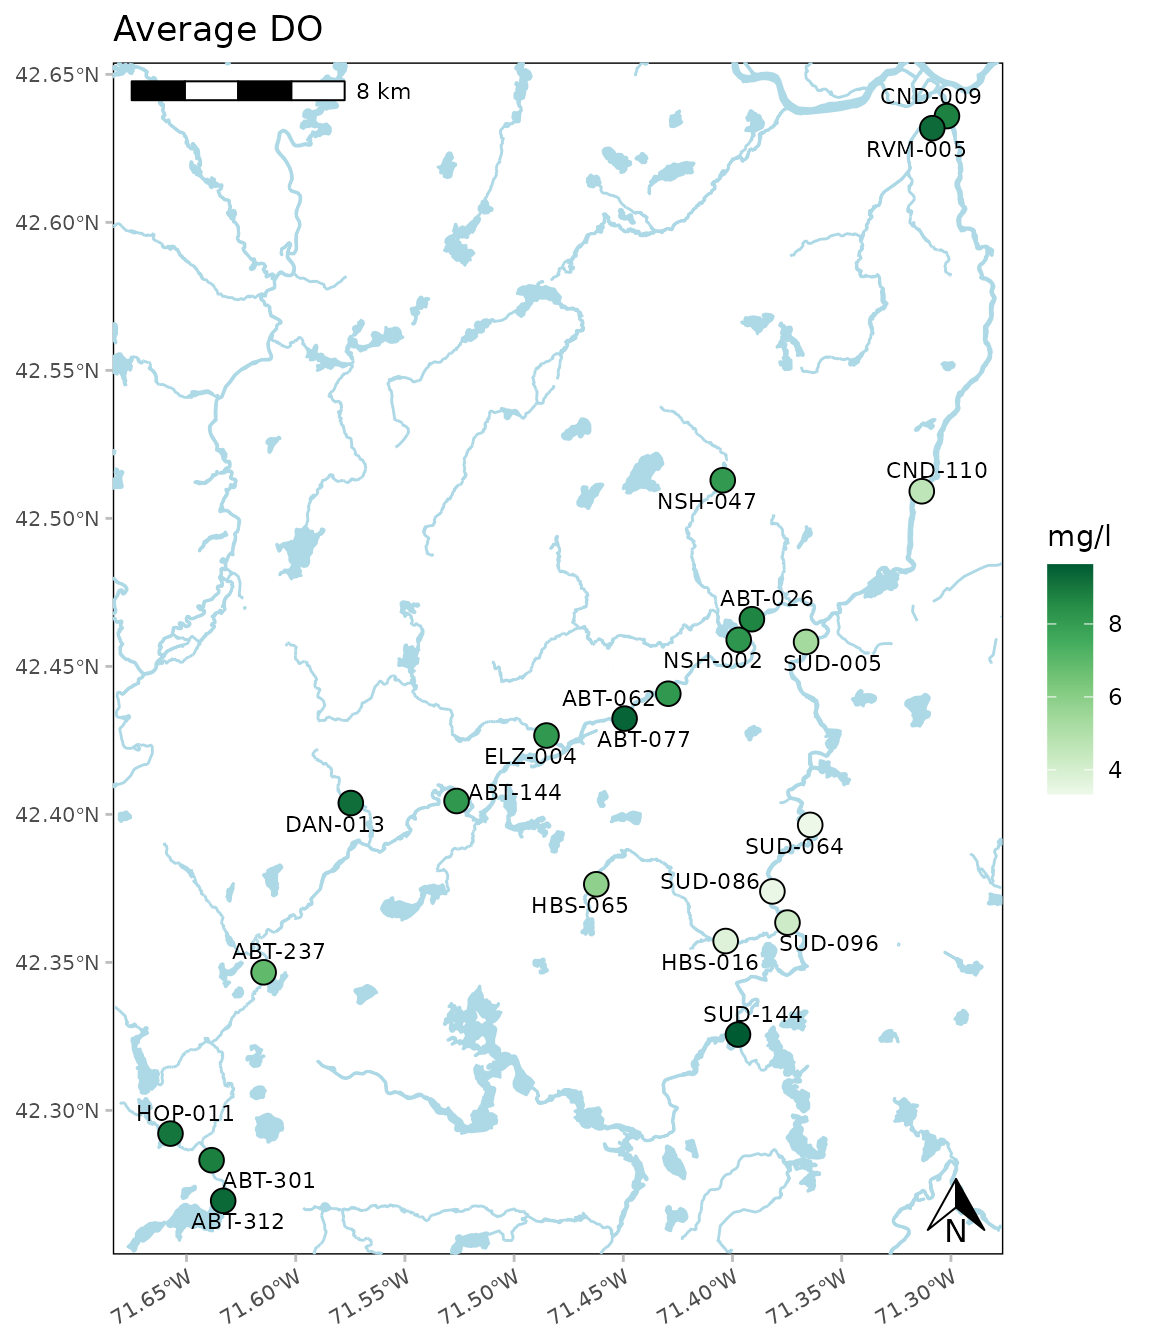 Average DO
42.65°N
8 km
CND-009
RVM-005
42.60°N
42.55°N
CND-110
NSH-047
42.50°N
mg/l
ABT-026
8
NSH-002
SUD-005
42.45°N
6
ABT-062
ABT-077
ELZ-004
4
ABT-144
42.40°N
DAN-013
SUD-064
SUD-086
HBS-065
SUD-096
ABT-237
42.35°N
HBS-016
SUD-144
42.30°N
HOP-011
ABT-301
ABT-312
N
71.65°W
71.60°W
71.55°W
71.50°W
71.45°W
71.40°W
71.35°W
71.30°W